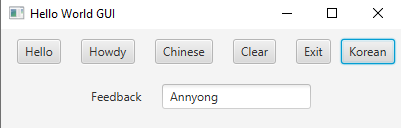 Hello World GUI
Hello Howdy Chinese Clear Exit Korean
Feedback Annyong